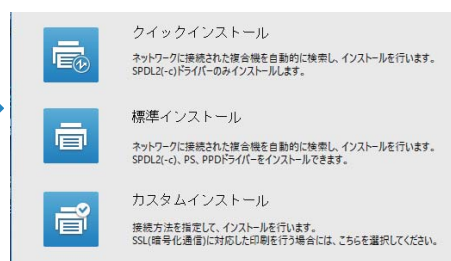 クイックインストール
ネットワークに接続された複合機を自動的に検索し、インストールを行います。
SPDL2(-c)ドライバーのみインストールします。
標準インストール
ネットワークに接続された複合機を自動的に検索し、インストールを行います。
SPDL2(-c)、PS、PPDドライバーをインストールできます。
カスタムインストール
接続方法を指定して、インストールを行います。
SSL(暗号化通信)に対応した印刷を行う場合には、こちらを選択してください。